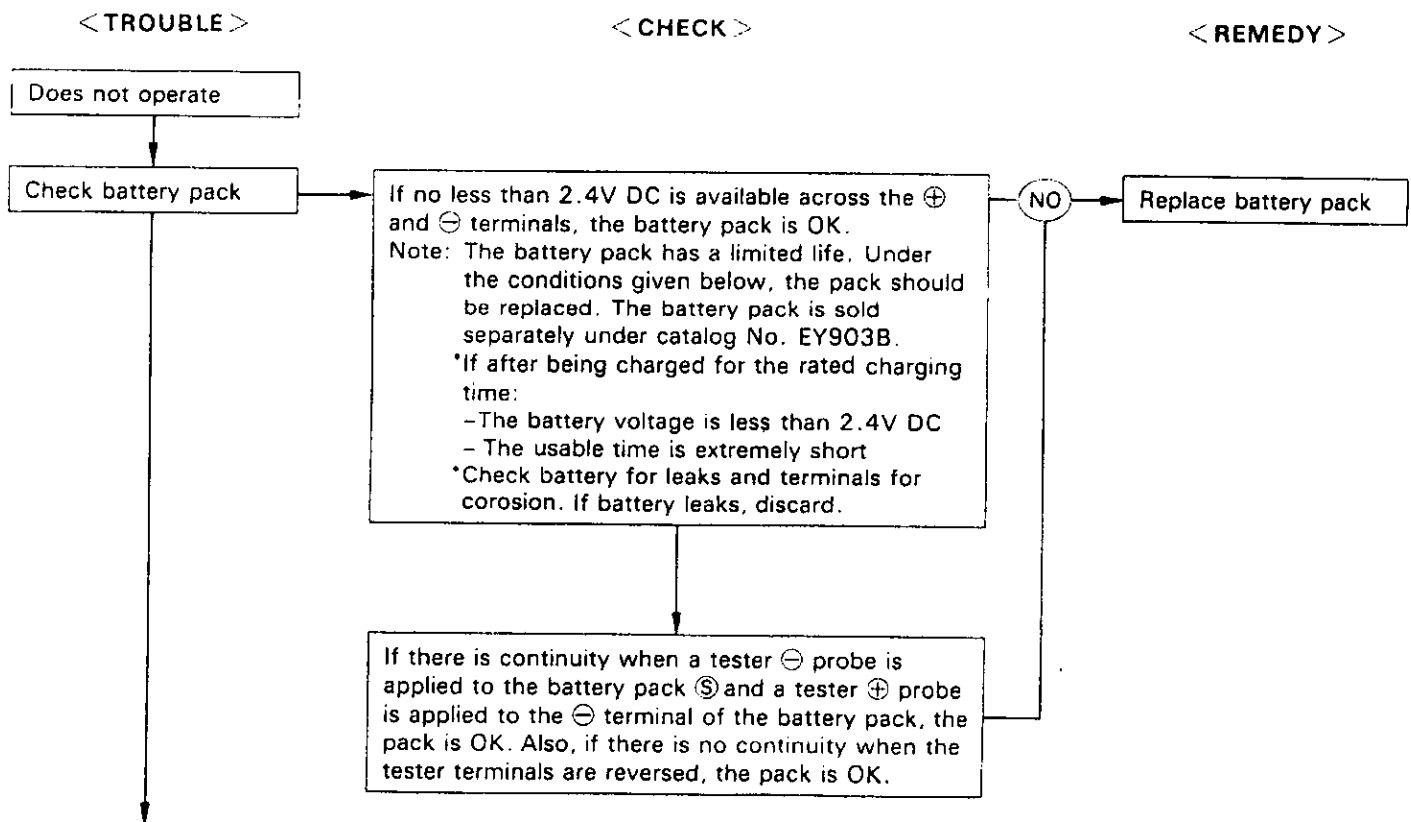 <TROUBLE>
<CHECK>
<REMEDY>
Does not operate
Check battery pack
If no less than 2.4V DC is available across the ⊕
and ⊖ terminals, the battery pack is OK.
Note: The battery pack has a limited life. Under
the conditions given below, the pack should
be replaced. The battery pack is sold
separately under catalog No. EY903B.
*If after being charged for the rated charging
time:
-The battery voltage is less than 2.4V DC
- The usable time is extremely short
*Check battery for leaks and terminals for
corosion. If battery leaks, discard.
NO
Replace battery pack
If there is continuity when a tester ⊖ probe is
applied to the battery pack Ⓢ and a tester ⊕ probe
is applied to the ⊖ terminal of the battery pack, the
pack is OK. Also, if there is no continuity when the
tester terminals are reversed, the pack is OK.